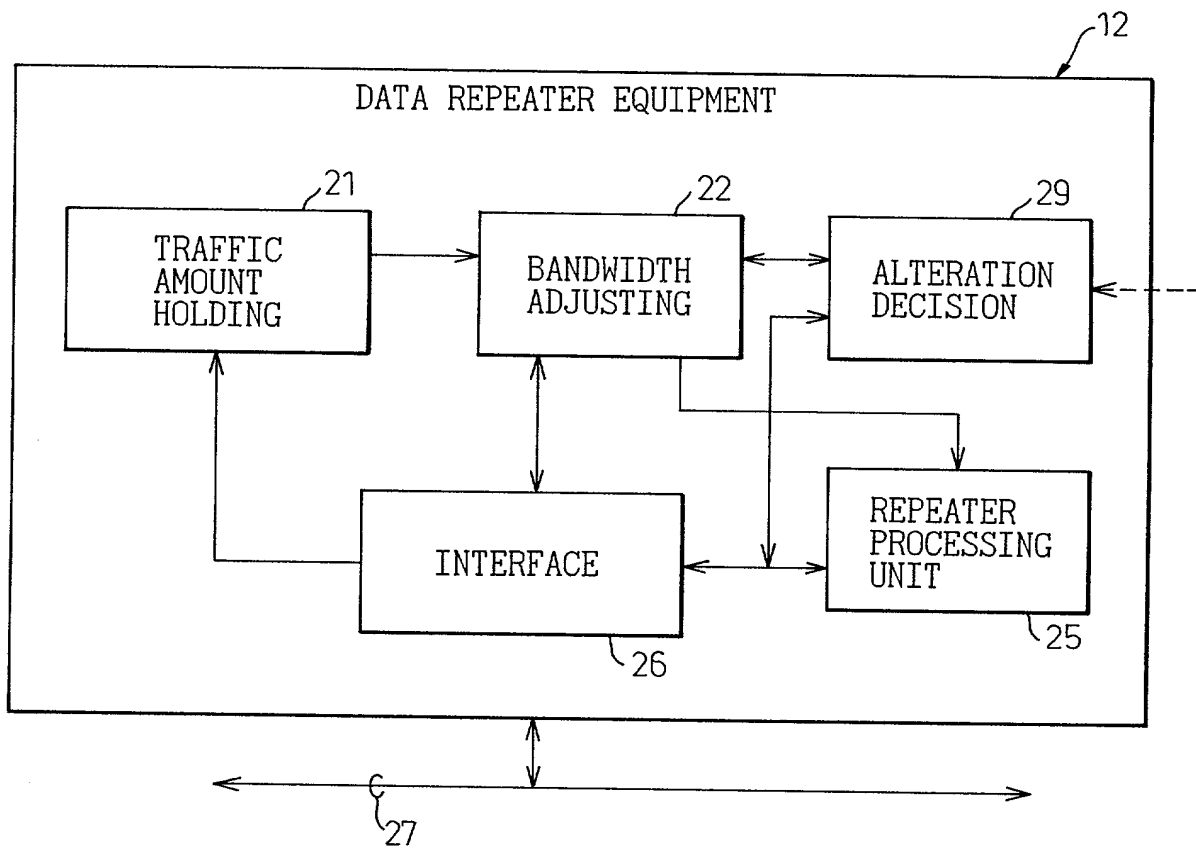 12
DATA REPEATER EQUIPMENT
21
22
29
TRAFFIC
AMOUNT
HOLDING
BANDWIDTH
ADJUSTING
ALTERATION
DECISION
INTERFACE
REPEATER
PROCESSING
UNIT
26
25
27